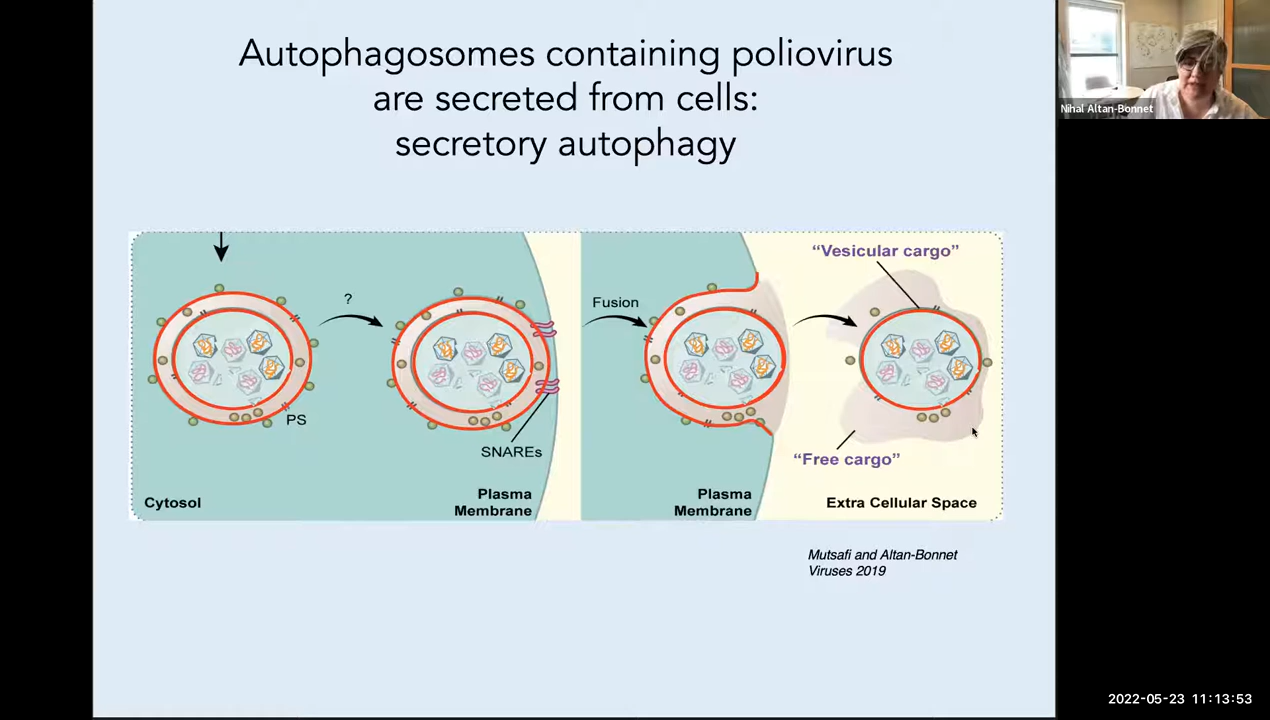 Autophagosomes containing poliovirus
are secreted from cells:
secretory autophagy
Nihal Altan-Bonnet
"Vesicular cargo"
?
Fusion
PS
SNAREs
"Free cargo"
Cytosol
Plasma
Membrane
Plasma
Membrane
Extra Cellular Space
Mutsafi and Altan-Bonnet
Viruses 2019
2022-05-23 11:13:53